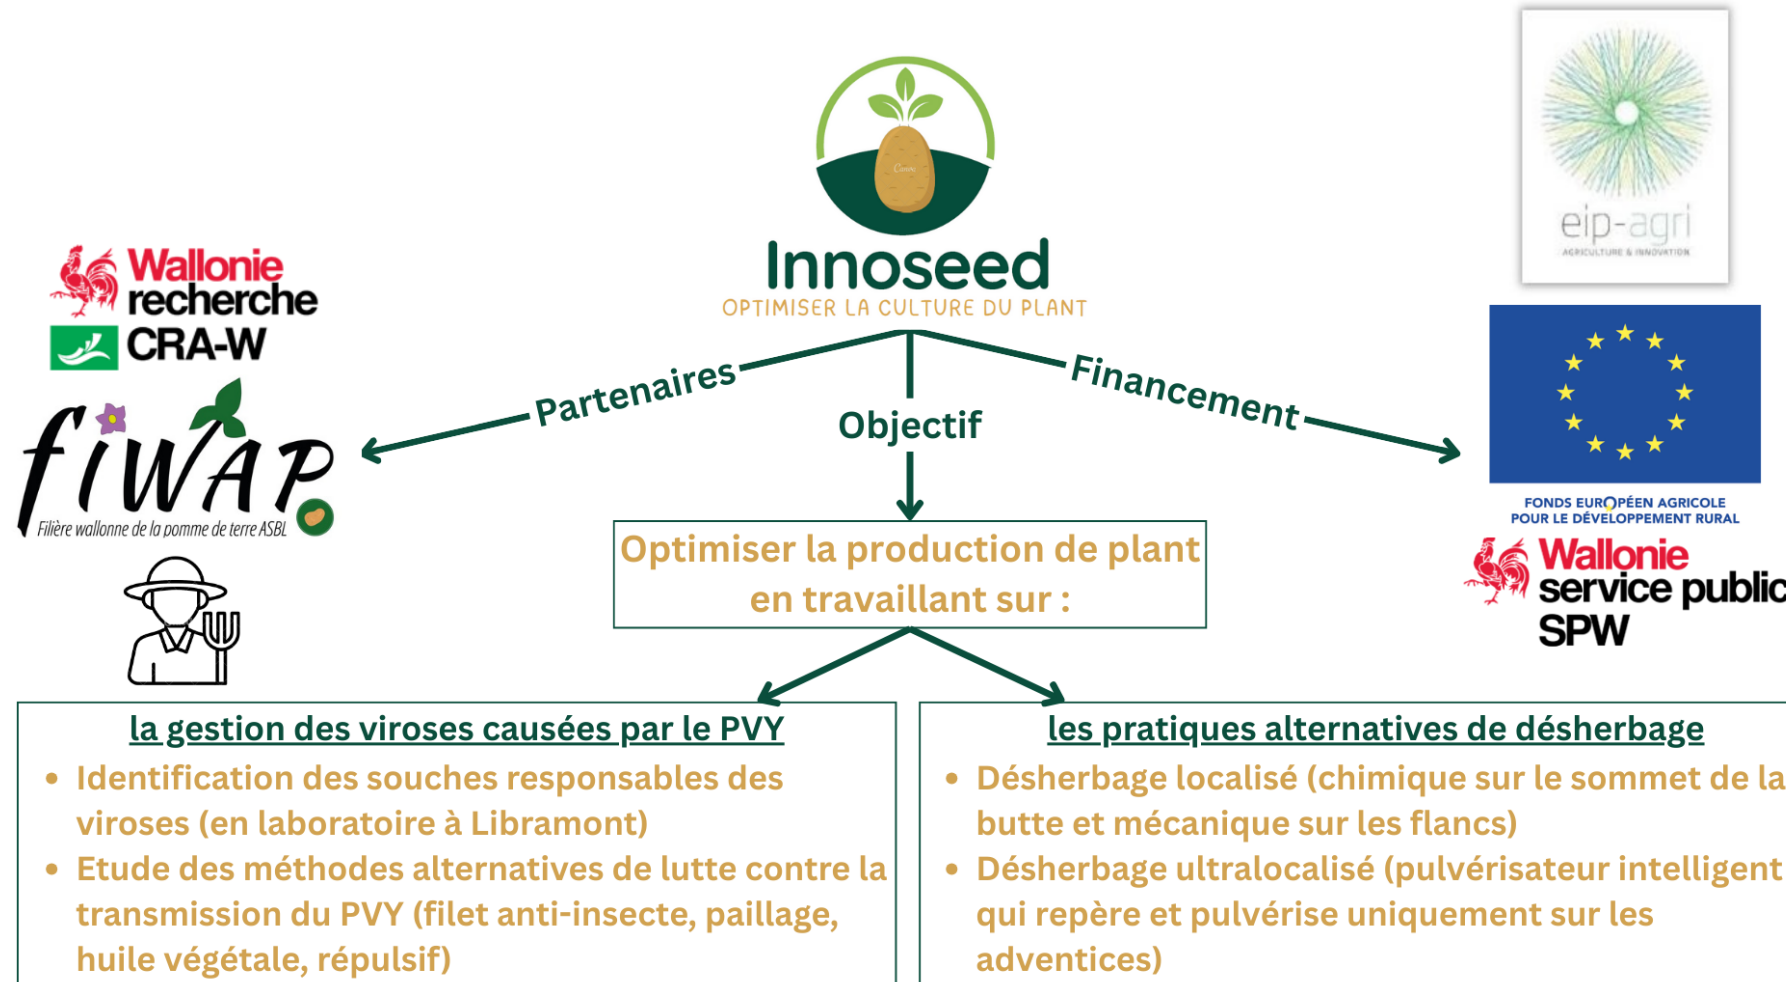 eip-agri
AGRICULTURE & INNOVATION
Innoseed
OPTIMISER LA CULTURE DU PLANT
Wallonie
recherche
CRA-W
fiwap
Filière wallonne de la pomme de terre ASBL
Partenaires
Objectif
Financement
FONDS EUROPÉEN AGRICOLE
POUR LE DÉVELOPPEMENT RURAL
Wallonie
service public
SPW
Optimiser la production de plant
en travaillant sur :
la gestion des viroses causées par le PVY
• Identification des souches responsables des
viroses (en laboratoire à Libramont)
• Etude des méthodes alternatives de lutte contre la
transmission du PVY (filet anti-insecte, paillage,
huile végétale, répulsif)
les pratiques alternatives de désherbage
• Désherbage localisé (chimique sur le sommet de la
butte et mécanique sur les flancs)
• Désherbage ultralocalisé (pulvérisateur intelligent
qui repère et pulvérise uniquement sur les
adventices)